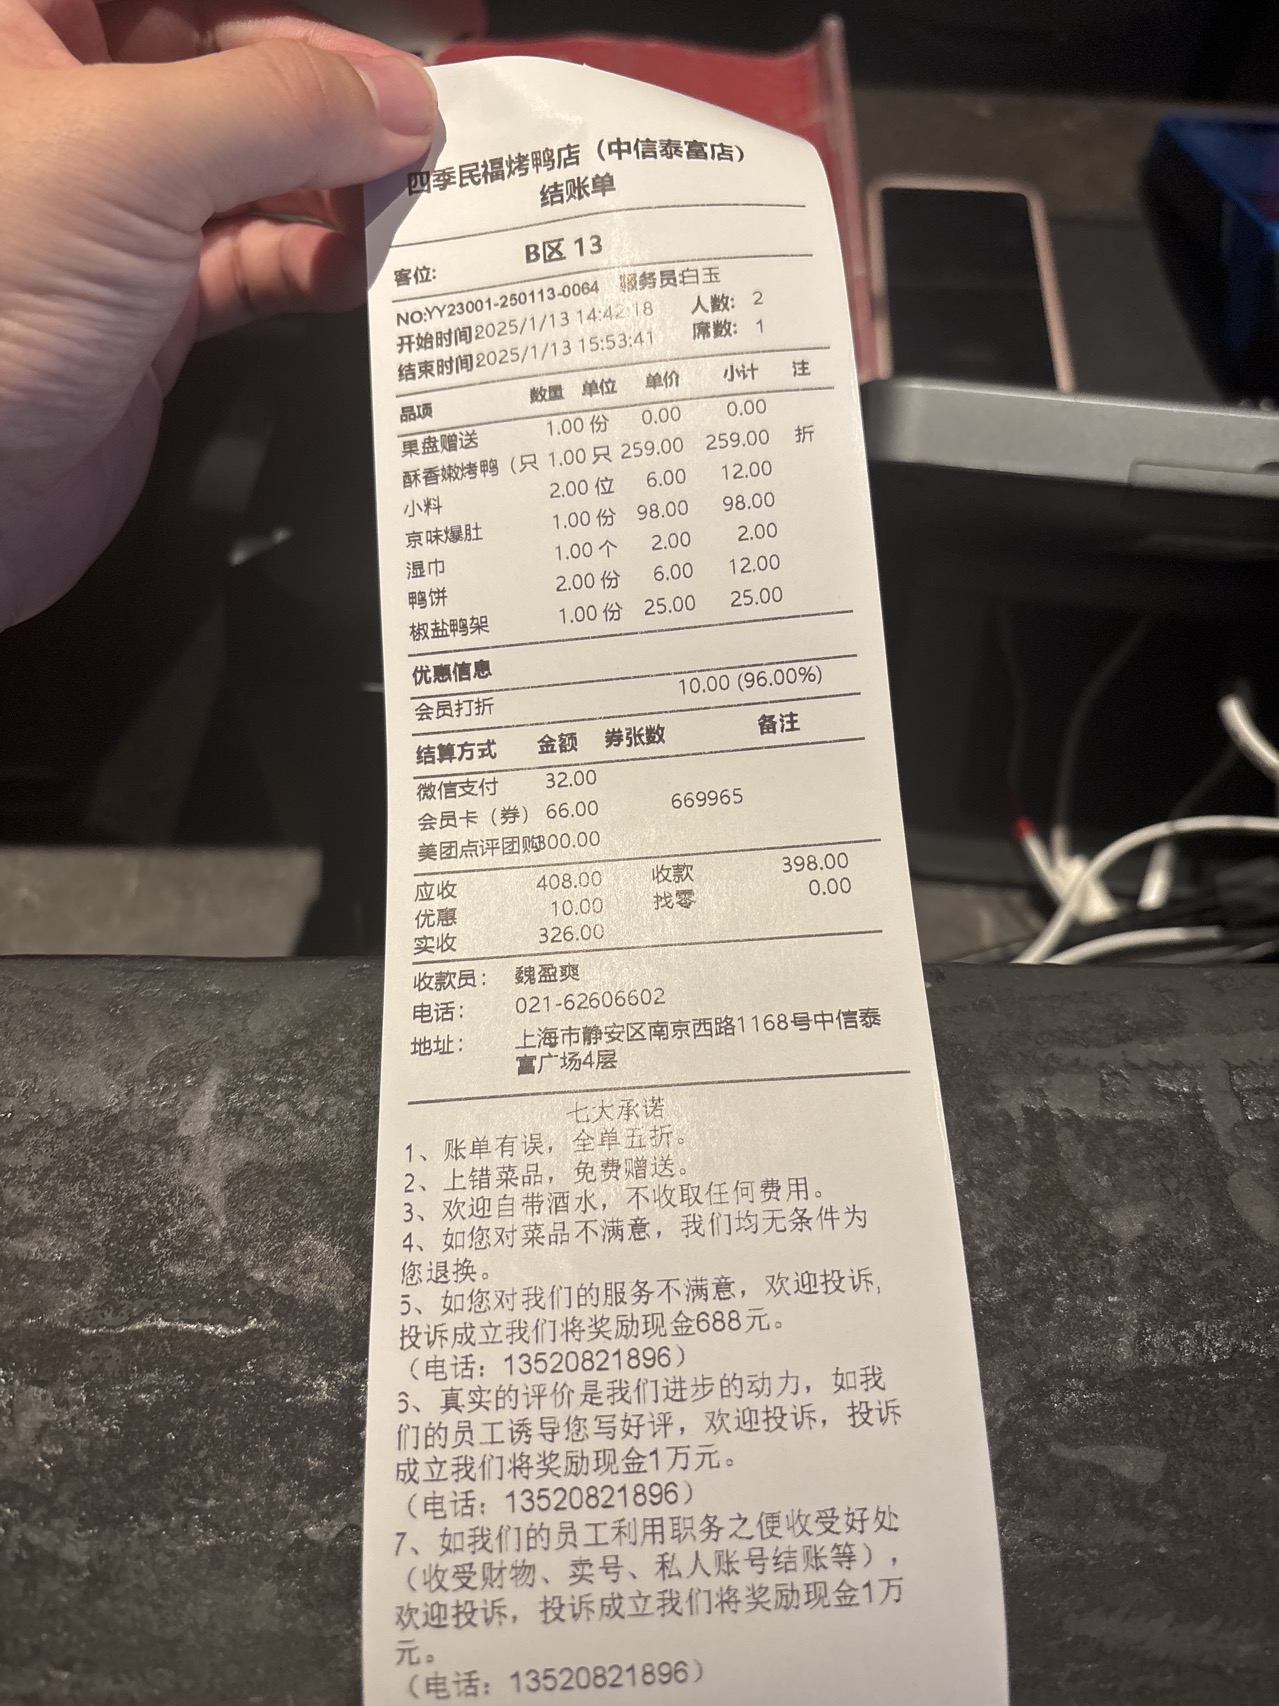 四季民福烤鸭店（中信泰富店）
结账单
客位: B区 13
NO:YY23001-250113-0064 服务员:白玉
开始时间2025/1/13 14:42:18 人数: 2
结束时间2025/1/13 15:53:41 席数: 1
品项 数量 单位 单价 小计 注
果盘赠送 1.00 份 0.00 0.00
酥香嫩烤鸭（只 1.00 只 259.00 259.00 折
小料 2.00 位 6.00 12.00
京味爆肚 1.00 份 98.00 98.00
湿巾 1.00 个 2.00 2.00
鸭饼 2.00 份 6.00 12.00
椒盐鸭架 1.00 份 25.00 25.00
优惠信息
会员打折 10.00 (96.00%)
结算方式 金额 券张数 备注
微信支付 32.00
会员卡（券） 66.00 669965
美团点评团购300.00
应收 408.00 收款 398.00
优惠 10.00 找零 0.00
实收 326.00
收款员: 魏盈爽
电话: 021-62606602
地址: 上海市静安区南京西路1168号中信泰
富广场4层
七大承诺
1、账单有误，全单五折。
2、上错菜品，免费赠送。
3、欢迎自带酒水，不收取任何费用。
4、如您对菜品不满意，我们均无条件为
您退换。
5、如您对我们的服务不满意，欢迎投诉，
投诉成立我们将奖励现金688元。
（电话：13520821896）
6、真实的评价是我们进步的动力，如我
们的员工诱导您写好评，欢迎投诉，投诉
成立我们将奖励现金1万元。
（电话：13520821896）
7、如我们的员工利用职务之便收受好处
（收受财物、卖号、私人账号结账等），
欢迎投诉，投诉成立我们将奖励现金1万
元。
（电话：13520821896）